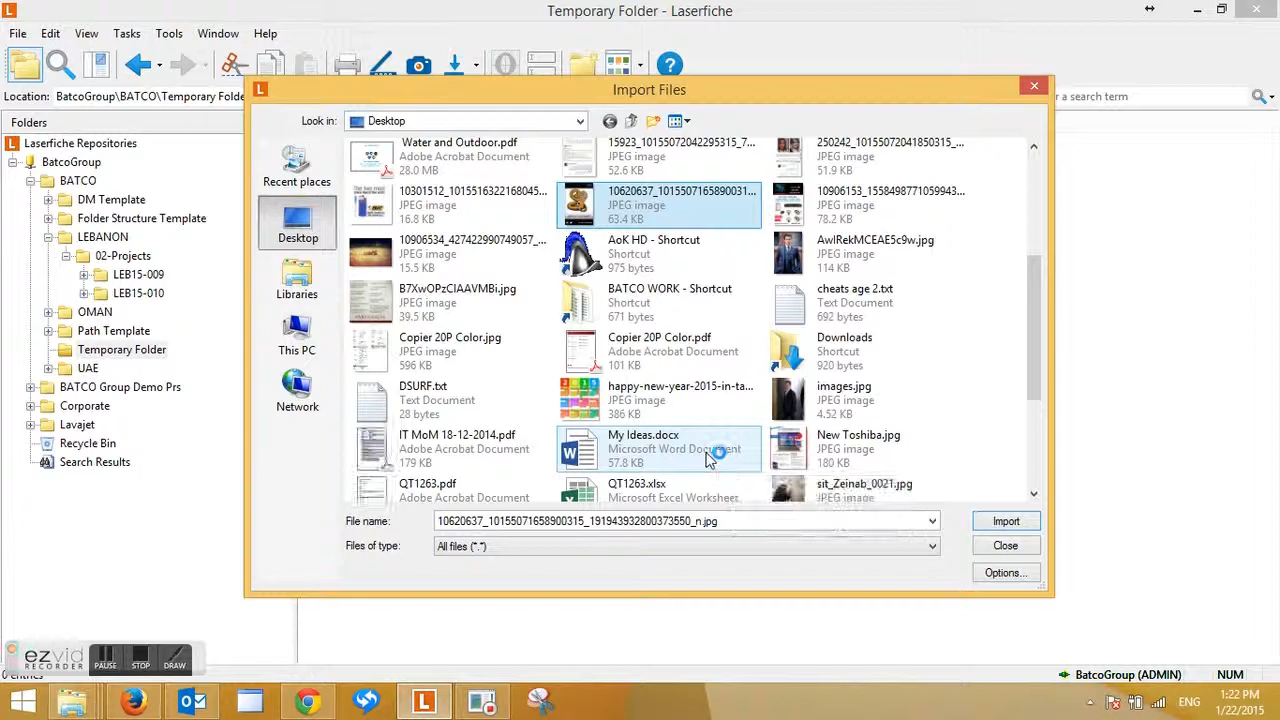 Temporary Folder - Laserfiche
File Edit View Tasks Tools Window Help
Location: BatcoGroup\BATCO\Temporary Folde
e a search term
Import Files
Folders
Laserfiche Repositories
BatcoGroup
BATCO
DM Template
Folder Structure Template
LEBANON
02-Projects
LEB15-009
LEB15-010
OMAN
Path Template
Temporary Folder
UAE
BATCO Group Demo Prs
Corporate
Lavajet
Recycle Bin
Search Results
Look in: Desktop
Recent places
Desktop
Libraries
This PC
Network
Water and Outdoor.pdf
Adobe Acrobat Document
28.0 MB
15923_10155072042295315_7...
JPEG image
52.6 KB
250242_10155072041850315_...
JPEG image
51.9 KB
10301512_1015516322168045...
JPEG image
16.8 KB
10620637_1015507165890031...
JPEG image
63.4 KB
10906153_1558498771059943...
JPEG image
78.2 KB
10906534_427422990749057_...
JPEG image
15.5 KB
AoK HD - Shortcut
Shortcut
975 bytes
AwlRekMCEAE5c9w.jpg
JPEG image
114 KB
B7XwOPzCIAAVMBi.jpg
JPEG image
39.5 KB
BATCO WORK - Shortcut
Shortcut
671 bytes
cheats age 2.txt
Text Document
692 bytes
Copier 20P Color.jpg
JPEG image
596 KB
Copier 20P Color.pdf
Adobe Acrobat Document
101 KB
Downloads
Shortcut
920 bytes
DSURF.txt
Text Document
28 bytes
happy-new-year-2015-in-ta...
JPEG image
386 KB
images.jpg
JPEG image
4.52 KB
IT MoM 18-12-2014.pdf
Adobe Acrobat Document
179 KB
My Ideas.docx
Microsoft Word Document
57.8 KB
New Toshiba.jpg
JPEG image
180 KB
QT1263.pdf
Adobe Acrobat Document
QT1263.xlsx
Microsoft Excel Worksheet
sit_Zeinab_0021.jpg
JPEG image
File name: 10620637_10155071658900315_191943932800373550_n.jpg
Import
Files of type: All files (*.*)
Close
Options...
ezvid
RECORDER
PAUSE STOP DRAW
0 entries
BatcoGroup (ADMIN) NUM
ENG
1:22 PM
1/22/2015